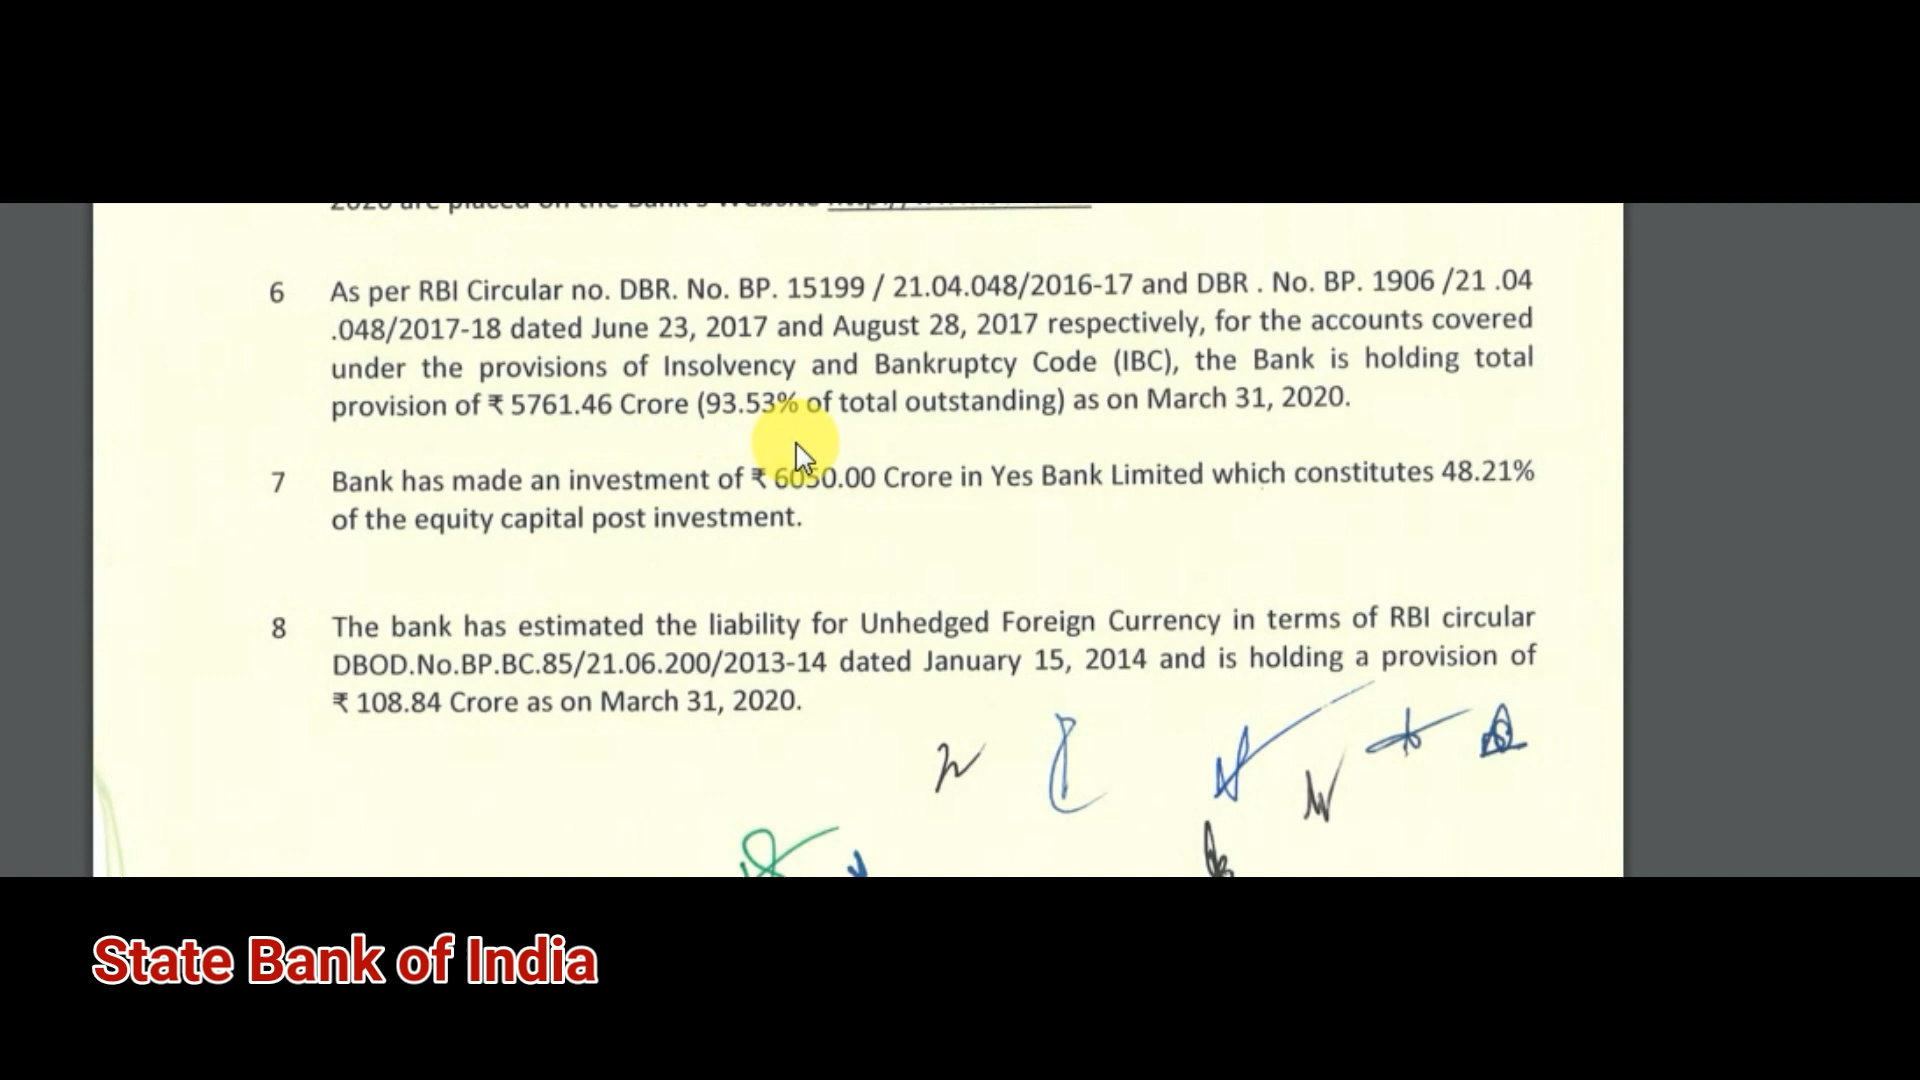 2020 are placed on the Bank's Website
6 As per RBI Circular no. DBR. No. BP. 15199 / 21.04.048/2016-17 and DBR . No. BP. 1906 /21 .04
.048/2017-18 dated June 23, 2017 and August 28, 2017 respectively, for the accounts covered
under the provisions of Insolvency and Bankruptcy Code (IBC), the Bank is holding total
provision of ₹ 5761.46 Crore (93.53% of total outstanding) as on March 31, 2020.
7 Bank has made an investment of ₹ 6050.00 Crore in Yes Bank Limited which constitutes 48.21%
of the equity capital post investment.
8 The bank has estimated the liability for Unhedged Foreign Currency in terms of RBI circular
DBOD.No.BP.BC.85/21.06.200/2013-14 dated January 15, 2014 and is holding a provision of
₹ 108.84 Crore as on March 31, 2020.
State Bank of India